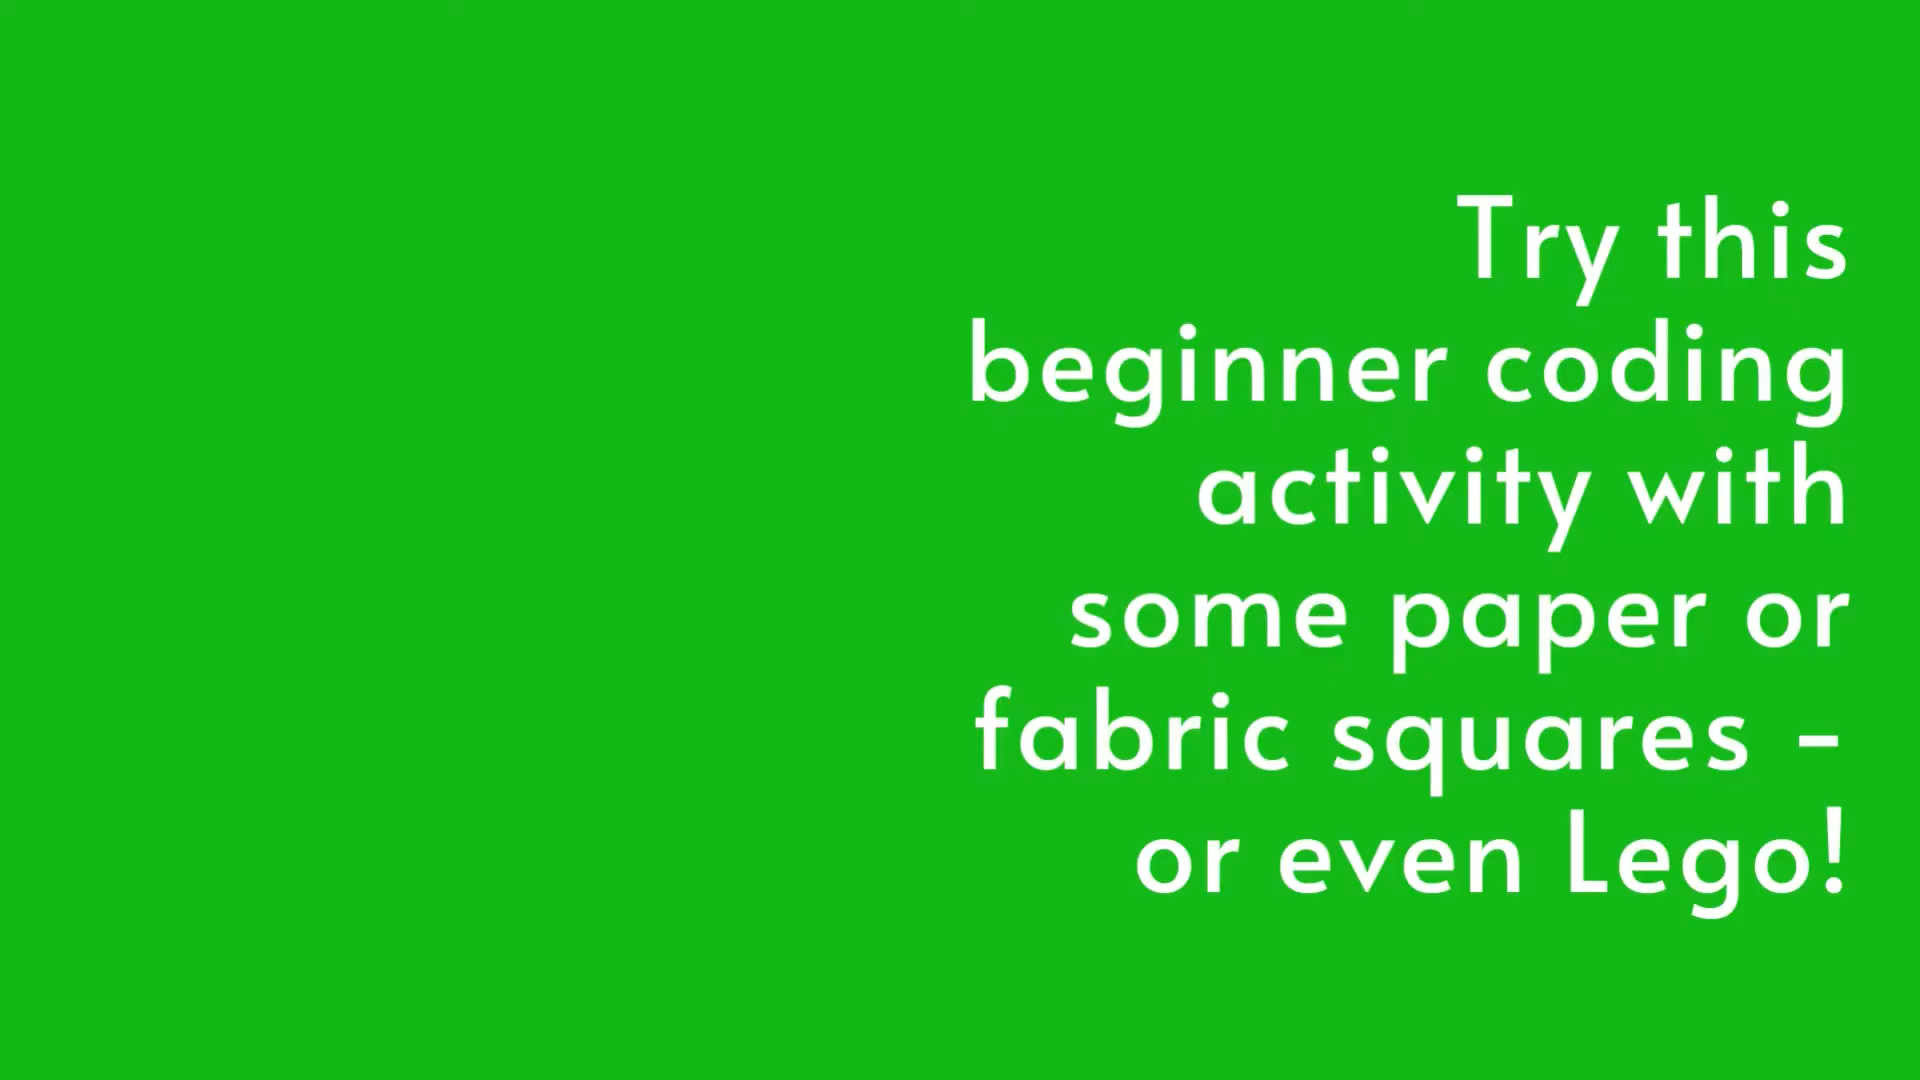 Try this
beginner coding
activity with
some paper or
fabric squares -
or even Lego!